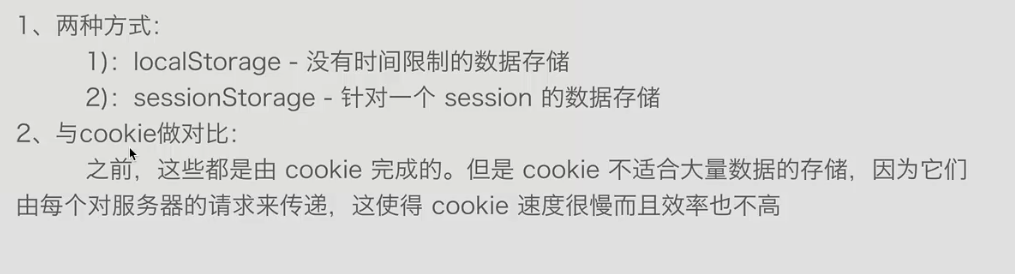 1、两种方式：
1)：localStorage - 没有时间限制的数据存储
2)：sessionStorage - 针对一个 session 的数据存储
2、与cookie做对比：
之前，这些都是由 cookie 完成的。但是 cookie 不适合大量数据的存储，因为它们
由每个对服务器的请求来传递，这使得 cookie 速度很慢而且效率也不高